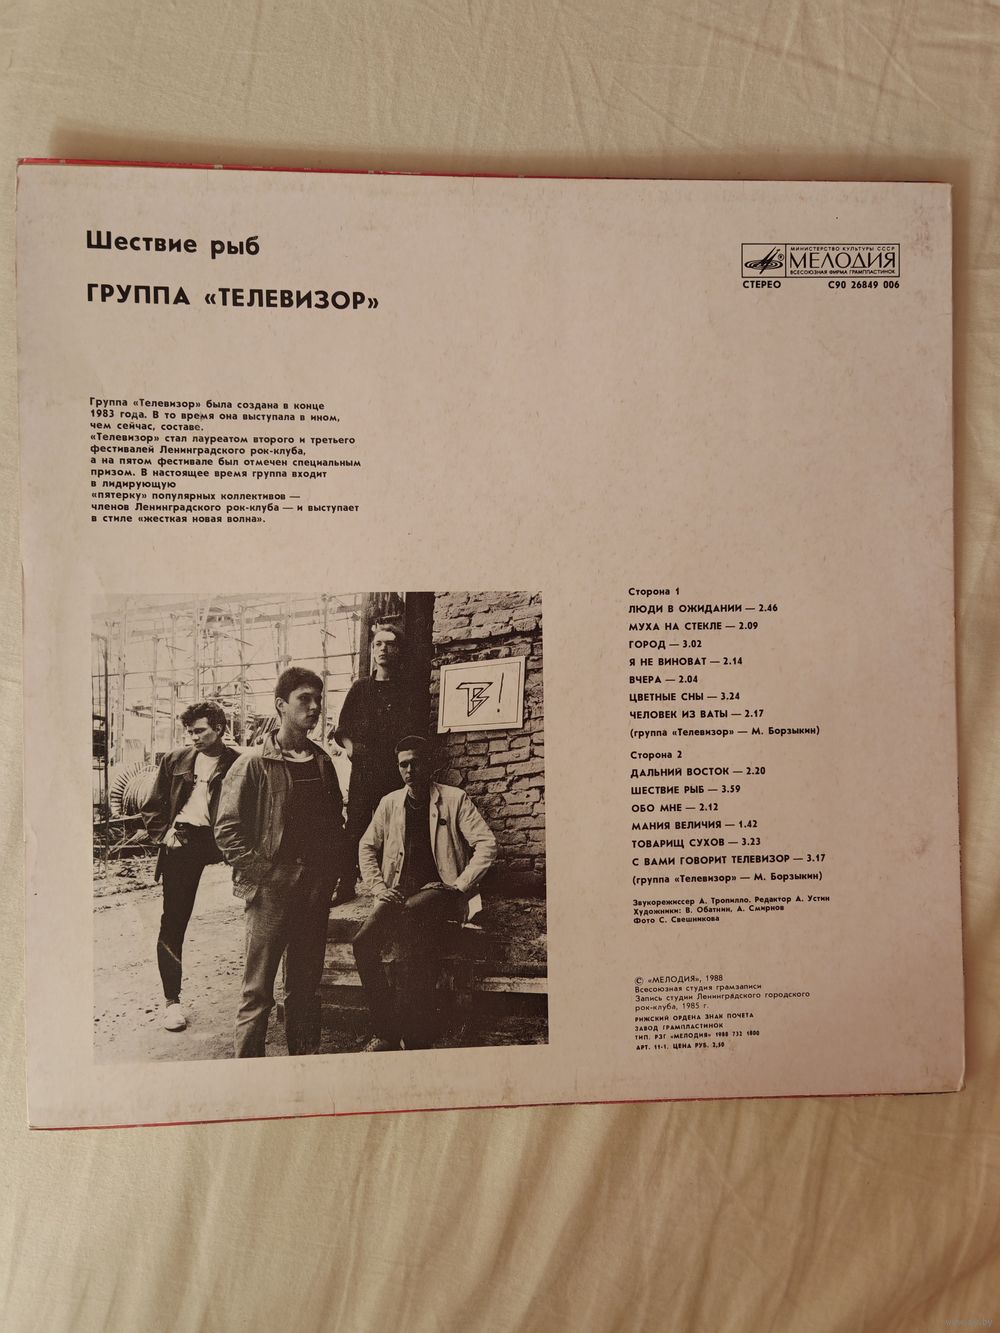 Шествие рыб
ГРУППА «ТЕЛЕВИЗОР»
МИНИСТЕРСТВО КУЛЬТУРЫ СССР
МЕЛОДИЯ
ВСЕСОЮЗНАЯ ФИРМА ГРАМПЛАСТИНОК
СТЕРЕО С90 26849 006
Группа «Телевизор» была создана в конце
1983 года. В то время она выступала в ином,
чем сейчас, составе.
«Телевизор» стал лауреатом второго и третьего
фестивалей Ленинградского рок-клуба,
а на пятом фестивале был отмечен специальным
призом. В настоящее время группа входит
в лидирующую
«пятерку» популярных коллективов —
членов Ленинградского рок-клуба — и выступает
в стиле «жесткая новая волна».
ТВ!
Сторона 1
ЛЮДИ В ОЖИДАНИИ — 2.46
МУХА НА СТЕКЛЕ — 2.09
ГОРОД — 3.02
Я НЕ ВИНОВАТ — 2.14
ВЧЕРА — 2.04
ЦВЕТНЫЕ СНЫ — 3.24
ЧЕЛОВЕК ИЗ ВАТЫ — 2.17
(группа «Телевизор» — М. Борзыкин)
Сторона 2
ДАЛЬНИЙ ВОСТОК — 2.20
ШЕСТВИЕ РЫБ — 3.59
ОБО МНЕ — 2.12
МАНИЯ ВЕЛИЧИЯ — 1.42
ТОВАРИЩ СУХОВ — 3.23
С ВАМИ ГОВОРИТ ТЕЛЕВИЗОР — 3.17
(группа «Телевизор» — М. Борзыкин)
Звукорежиссер А. Тропилло. Редактор А. Устин
Художники: В. Обатнин, А. Смирнов
Фото С. Свешникова
© «МЕЛОДИЯ», 1988
Всесоюзная студия грамзаписи
Запись студии Ленинградского городского
рок-клуба, 1985 г.
РИЖСКИЙ ОРДЕНА ЗНАК ПОЧЕТА
ЗАВОД ГРАМПЛАСТИНОК
ТИП. РЗГ «МЕЛОДИЯ» 1988 732 1800
АРТ. 11-1. ЦЕНА РУБ. 2,50